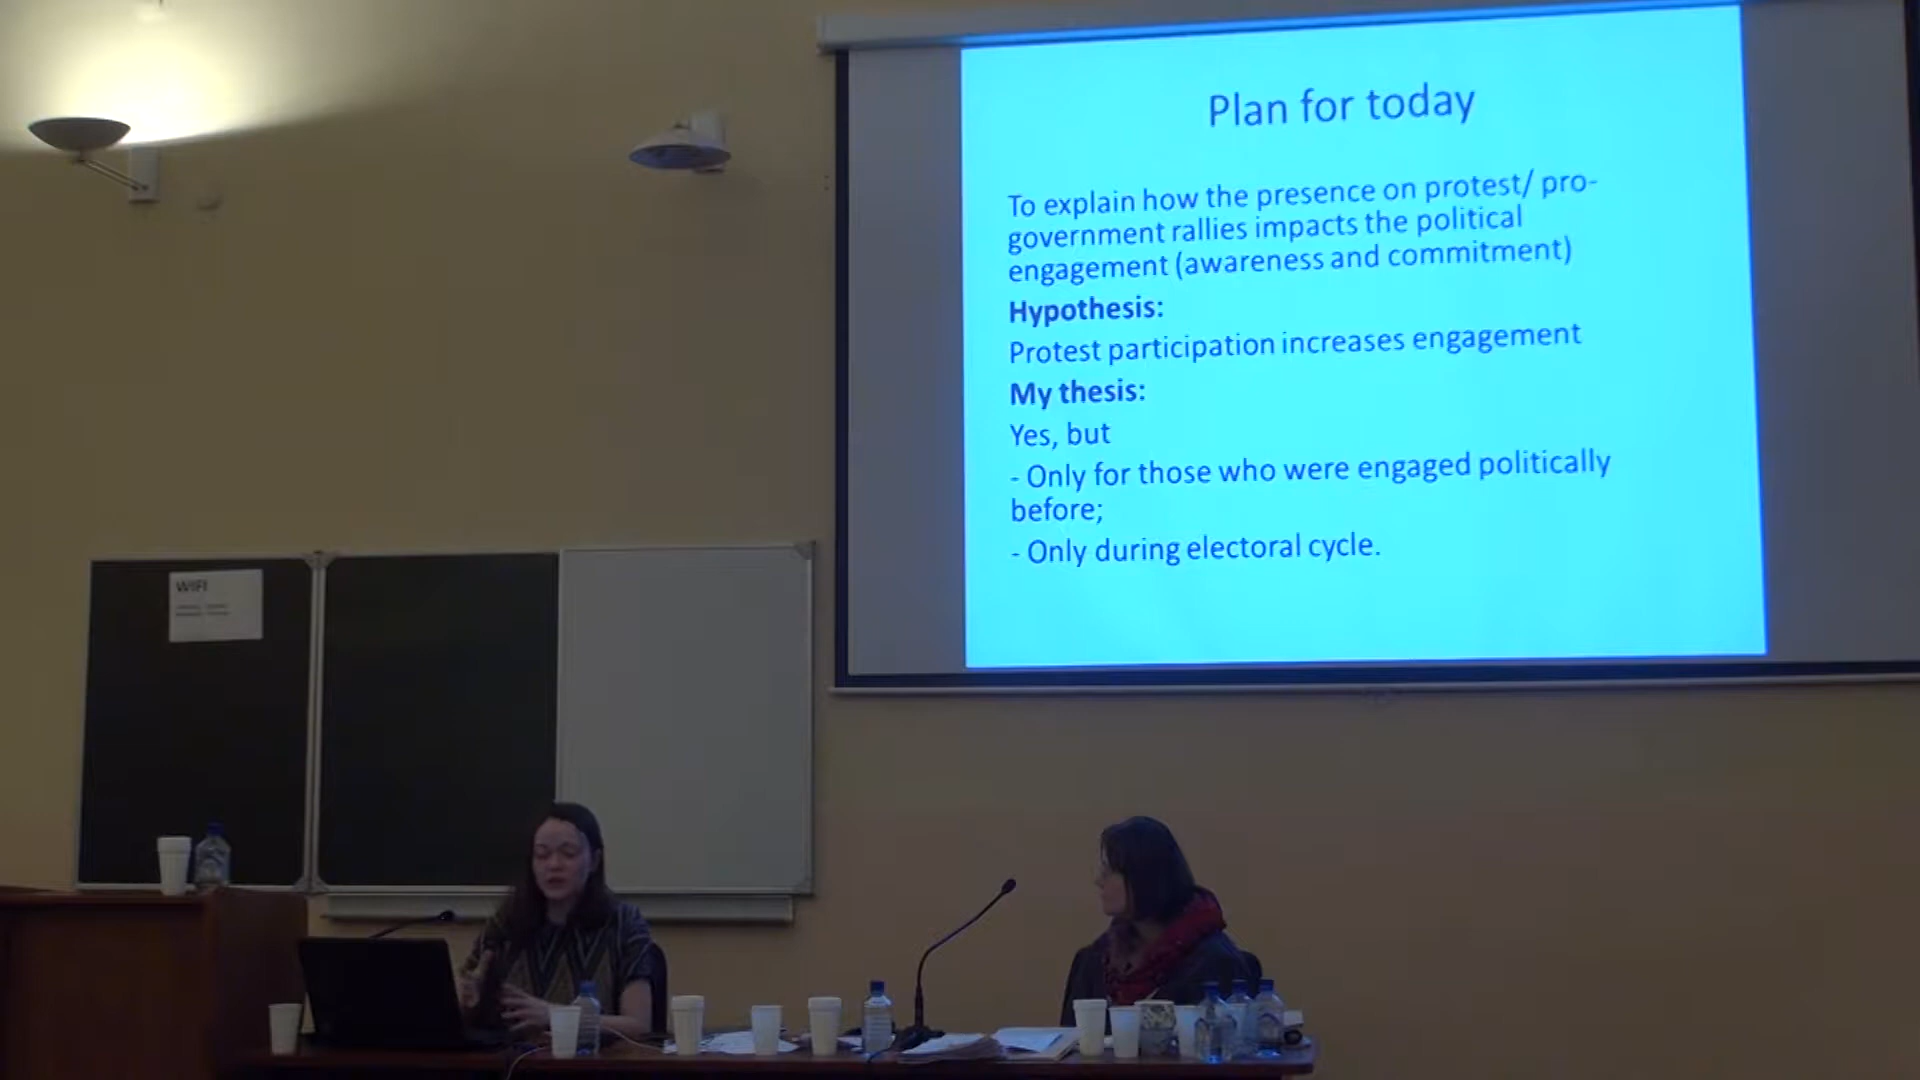 Plan for today
To explain how the presence on protest/ pro-
government rallies impacts the political
engagement (awareness and commitment)
Hypothesis:
Protest participation increases engagement
My thesis:
Yes, but
- Only for those who were engaged politically
before;
- Only during electoral cycle.
WIFI